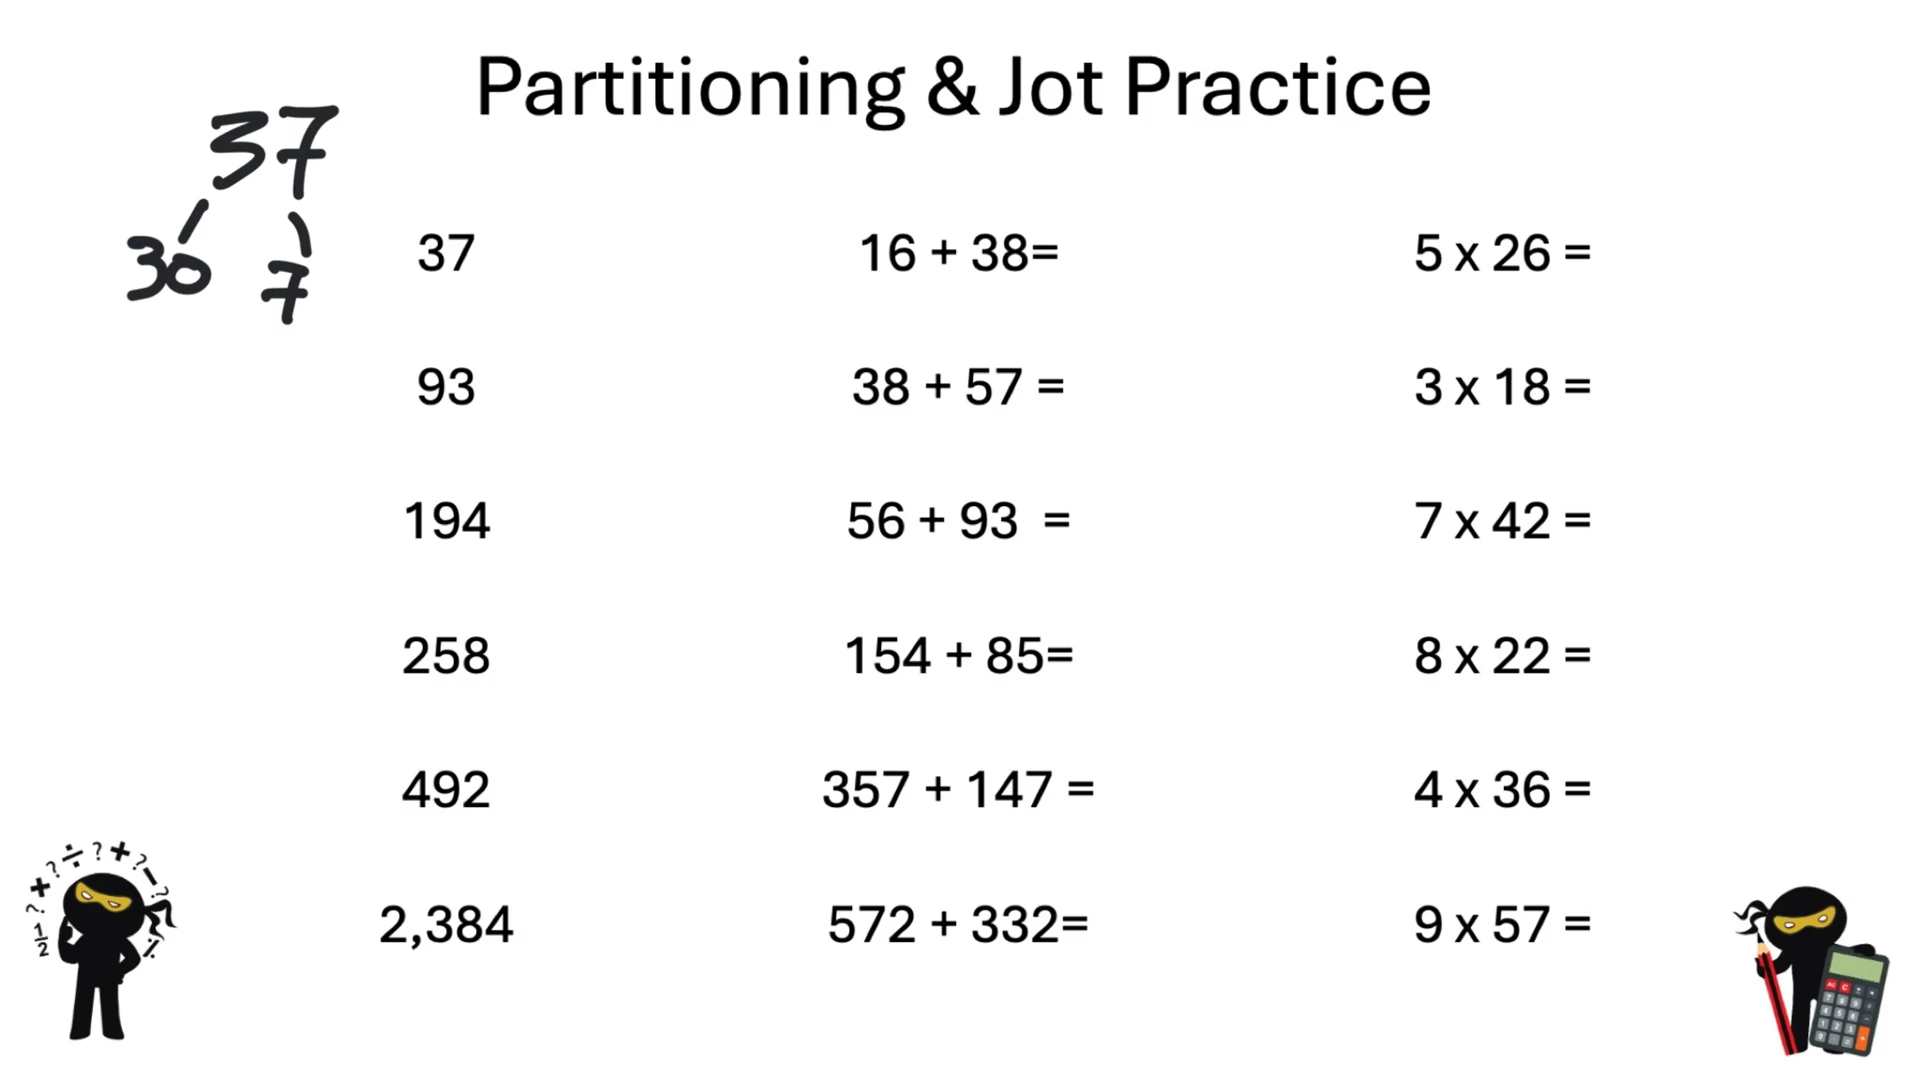 Partitioning & Jot Practice
37
30 7
37 16 + 38= 5 x 26 =
93 38 + 57 = 3 x 18 =
194 56 + 93 = 7 x 42 =
258 154 + 85= 8 x 22 =
492 357 + 147 = 4 x 36 =
2,384 572 + 332= 9 x 57 =